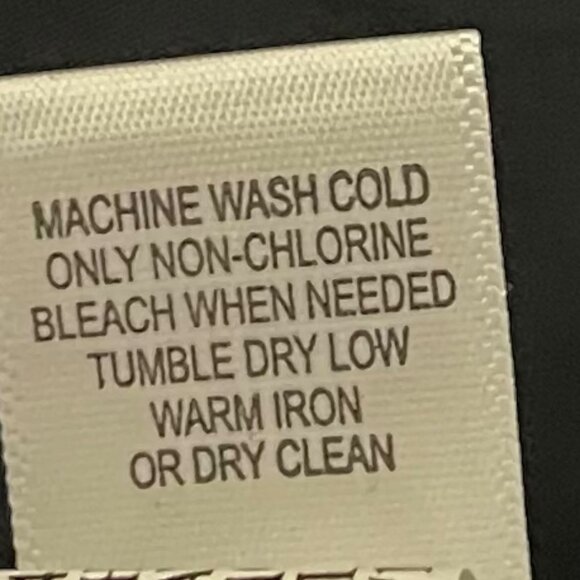 MACHINE WASH COLD
ONLY NON-CHLORINE
BLEACH WHEN NEEDED
TUMBLE DRY LOW
WARM IRON
OR DRY CLEAN